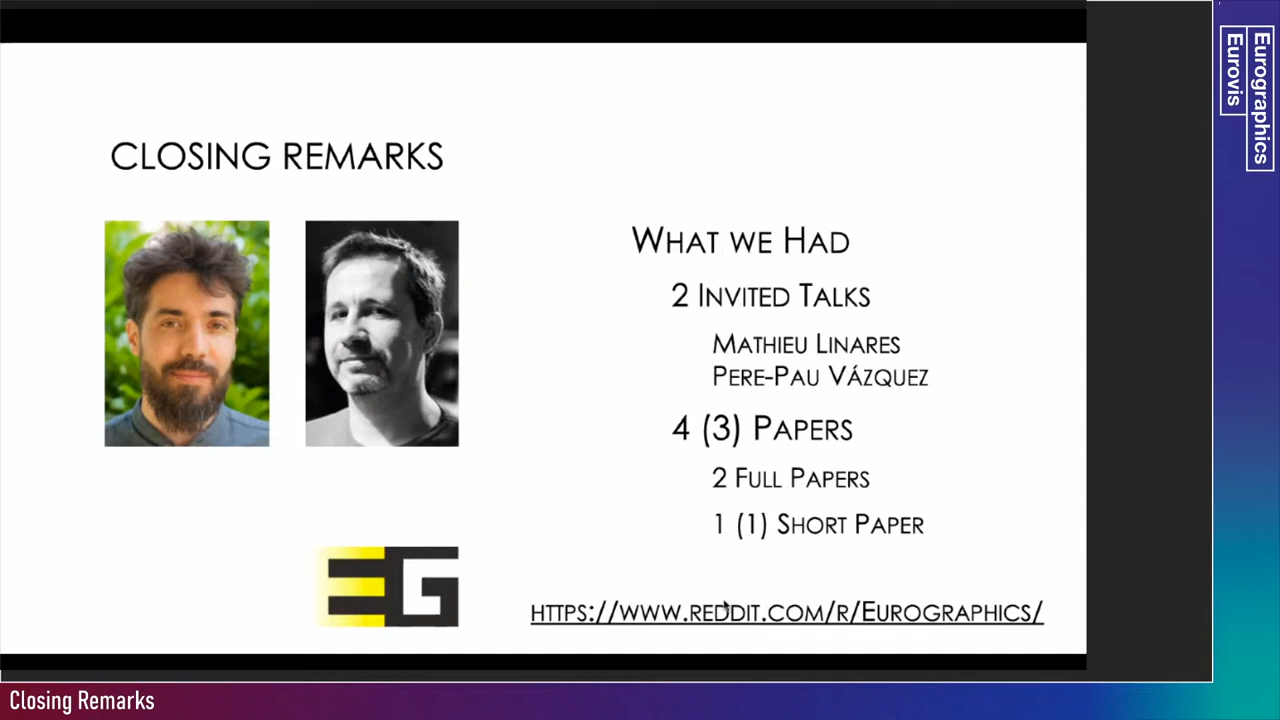 CLOSING REMARKS
WHAT WE HAD
2 INVITED TALKS
MATHIEU LINARES
PERE-PAU VÁZQUEZ
4 (3) PAPERS
2 FULL PAPERS
1 (1) SHORT PAPER
EG
HTTPS://WWW.REDDIT.COM/R/EUROGRAPHICS/
Eurographics
Eurovis
Closing Remarks